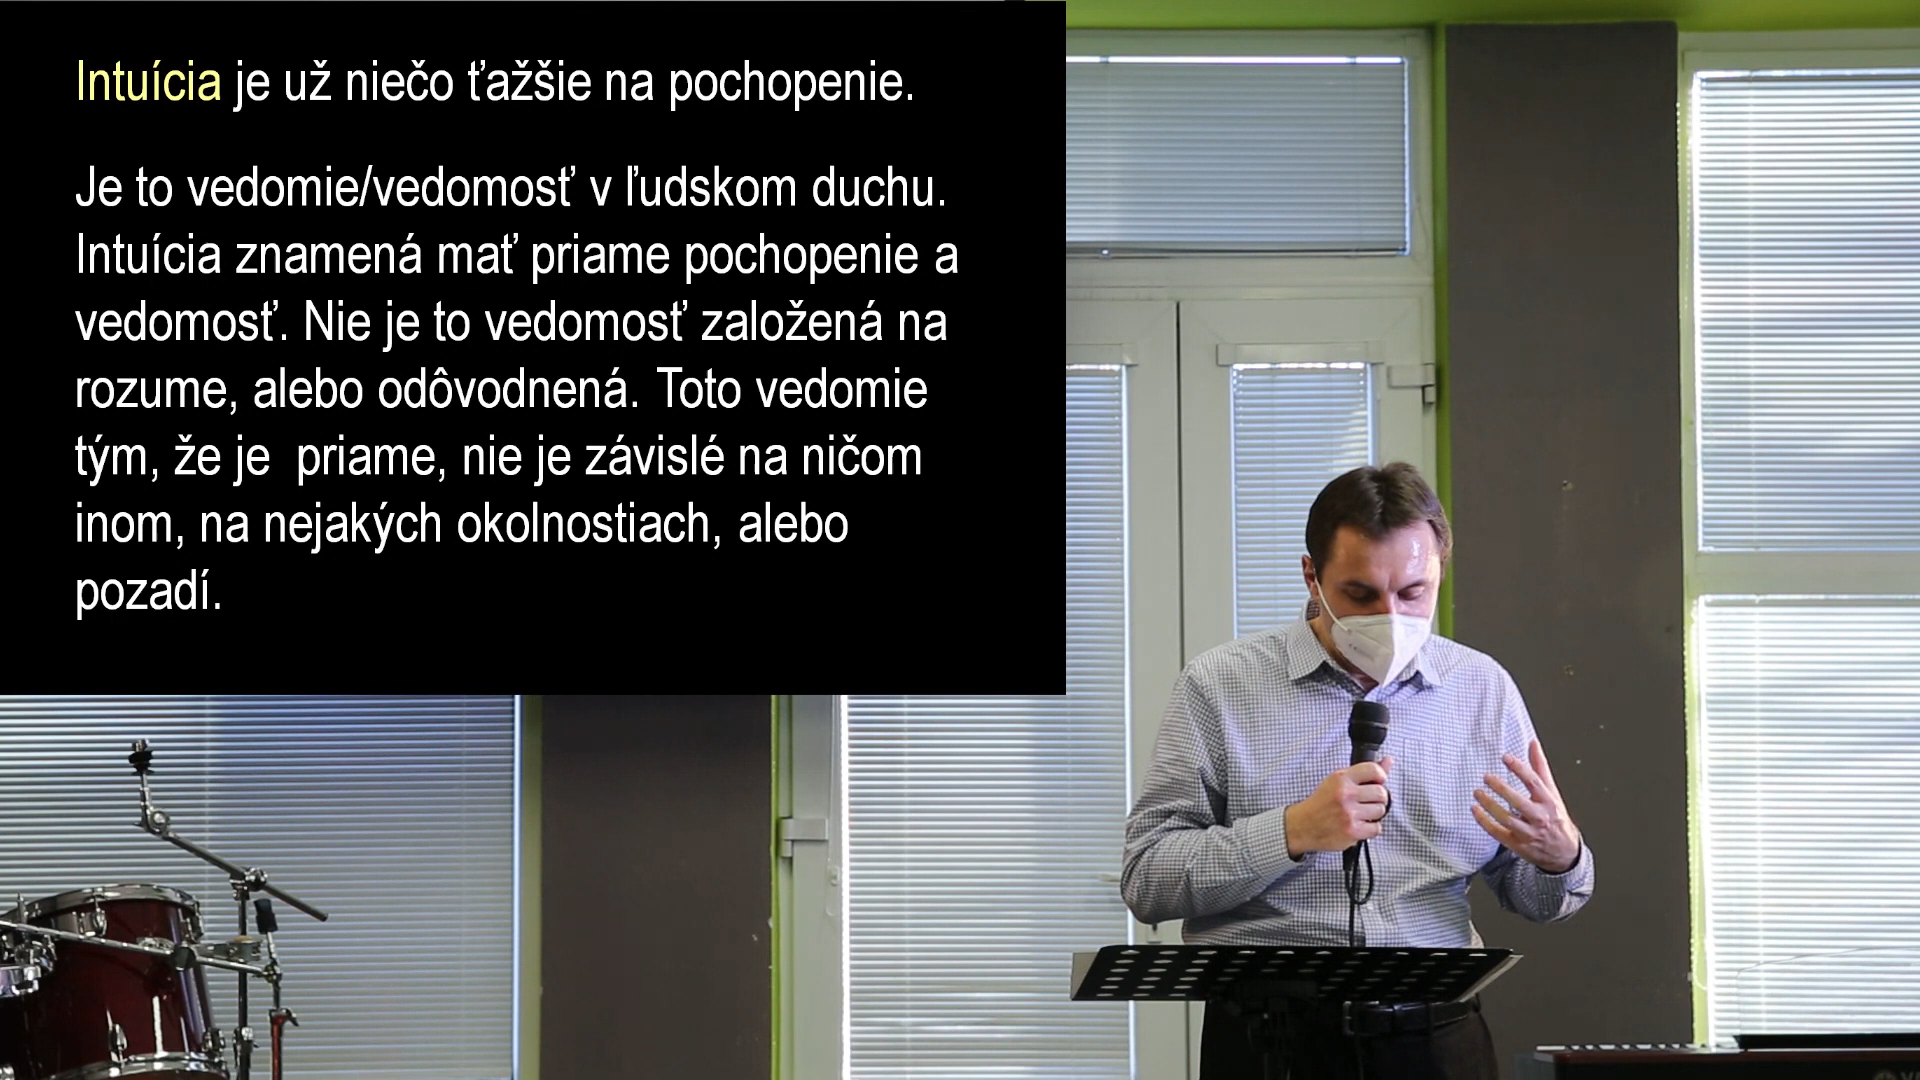 Intuícia je už niečo ťažšie na pochopenie.
Je to vedomie/vedomosť v ľudskom duchu.
Intuícia znamená mať priame pochopenie a
vedomosť. Nie je to vedomosť založená na
rozume, alebo odôvodnená. Toto vedomie
tým, že je  priame, nie je závislé na ničom
inom, na nejakých okolnostiach, alebo
pozadí.